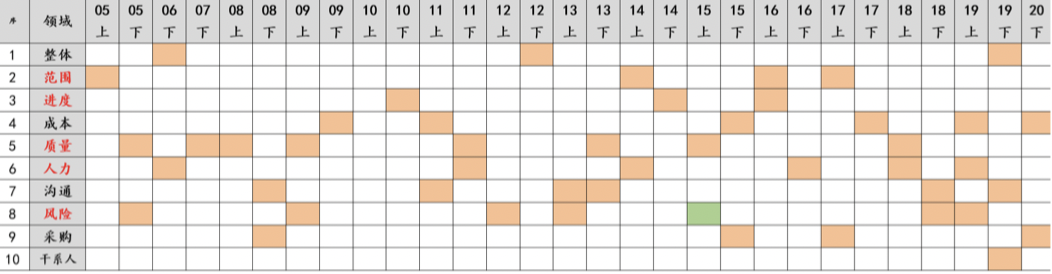 序 领域 05 05 06 07 08 08 09 09 10 10 11 11 12 12 13 13 14 14 15 15 16 16 17 17 18 18 19 19 20
上 下 下 下 上 下 上 下 上 下 上 下 上 下 上 下 上 下 上 下 上 下 上 下 上 下 上 下 下
1 整体
2 范围
3 进度
4 成本
5 质量
6 人力
7 沟通
8 风险
9 采购
10 干系人